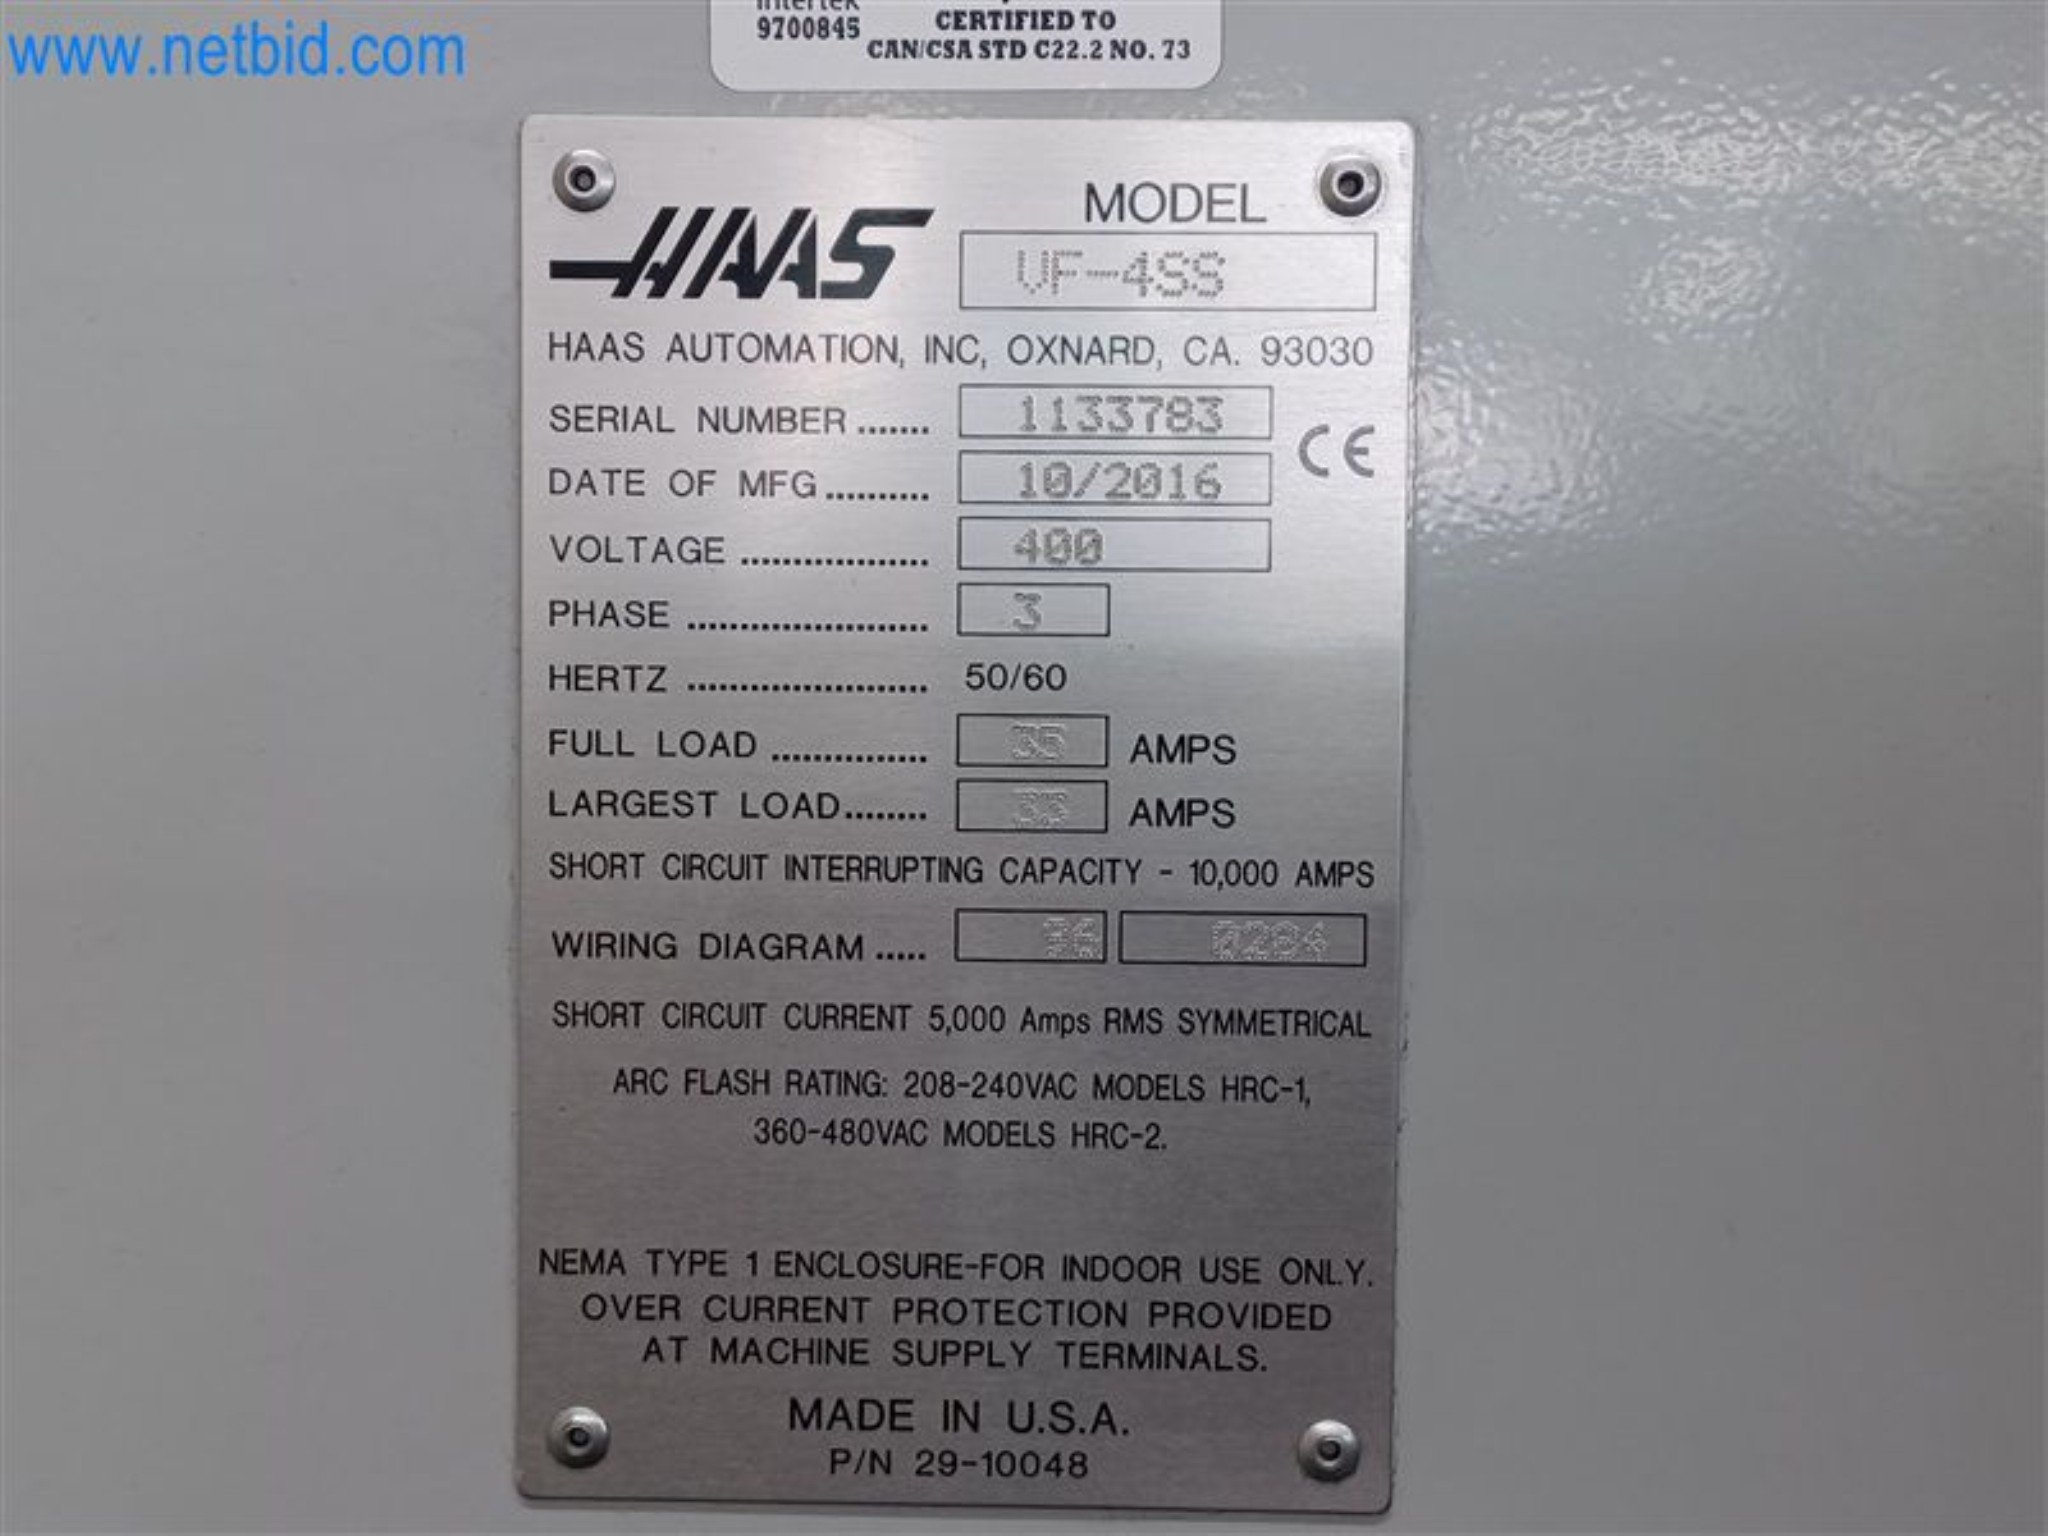 www.netbid.com
Intertek
9700845
CERTIFIED TO
CAN/CSA STD C22.2 NO. 73
HAAS
MODEL
VF-4SS
HAAS AUTOMATION, INC, OXNARD, CA. 93030
SERIAL NUMBER ....... 1133783
CE
DATE OF MFG .......... 10/2016
VOLTAGE .................. 400
PHASE ....................... 3
HERTZ ....................... 50/60
FULL LOAD ............... 35 AMPS
LARGEST LOAD........ 33 AMPS
SHORT CIRCUIT INTERRUPTING CAPACITY - 10,000 AMPS
WIRING DIAGRAM ..... 0284
SHORT CIRCUIT CURRENT 5,000 Amps RMS SYMMETRICAL
ARC FLASH RATING: 208-240VAC MODELS HRC-1,
360-480VAC MODELS HRC-2.
NEMA TYPE 1 ENCLOSURE-FOR INDOOR USE ONLY.
OVER CURRENT PROTECTION PROVIDED
AT MACHINE SUPPLY TERMINALS.
MADE IN U.S.A.
P/N 29-10048